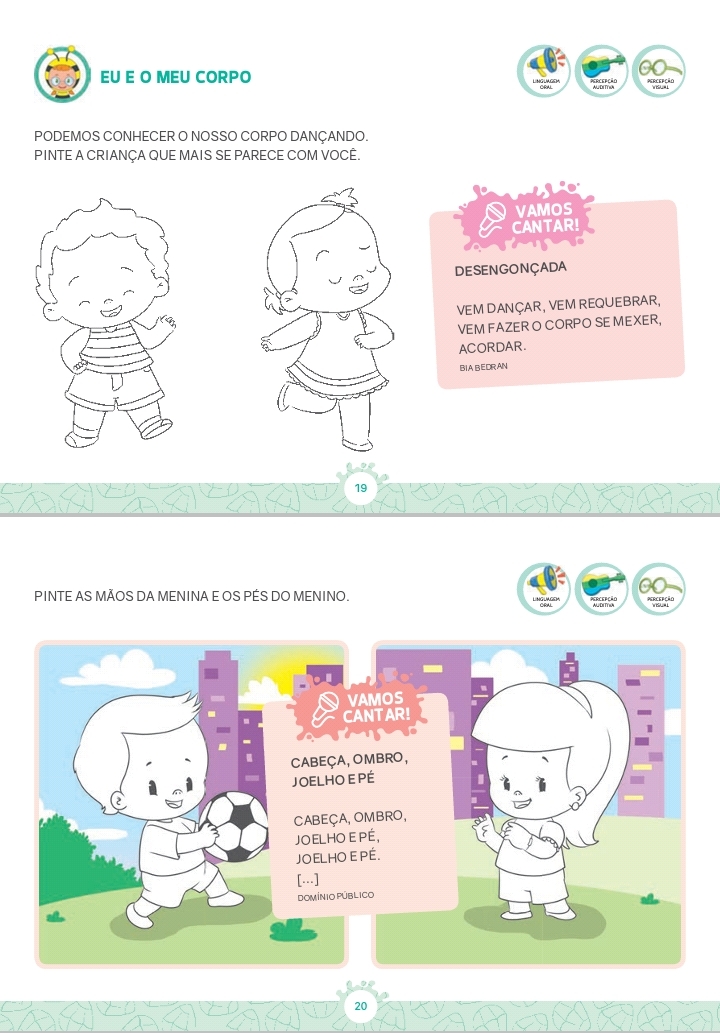 EU E O MEU CORPO
LINGUAGEM
ORAL
PERCEPÇÃO
AUDITIVA
PERCEPÇÃO
VISUAL
PODEMOS CONHECER O NOSSO CORPO DANÇANDO.
PINTE A CRIANÇA QUE MAIS SE PARECE COM VOCÊ.
VAMOS
CANTAR!
DESENGONÇADA
VEM DANÇAR, VEM REQUEBRAR,
VEM FAZER O CORPO SE MEXER,
ACORDAR.
BIA BEDRAN
19
PINTE AS MÃOS DA MENINA E OS PÉS DO MENINO.
LINGUAGEM
ORAL
PERCEPÇÃO
AUDITIVA
PERCEPÇÃO
VISUAL
VAMOS
CANTAR!
CABEÇA, OMBRO,
JOELHO E PÉ
CABEÇA, OMBRO,
JOELHO E PÉ,
JOELHO E PÉ.
[...]
DOMÍNIO PÚBLICO
20